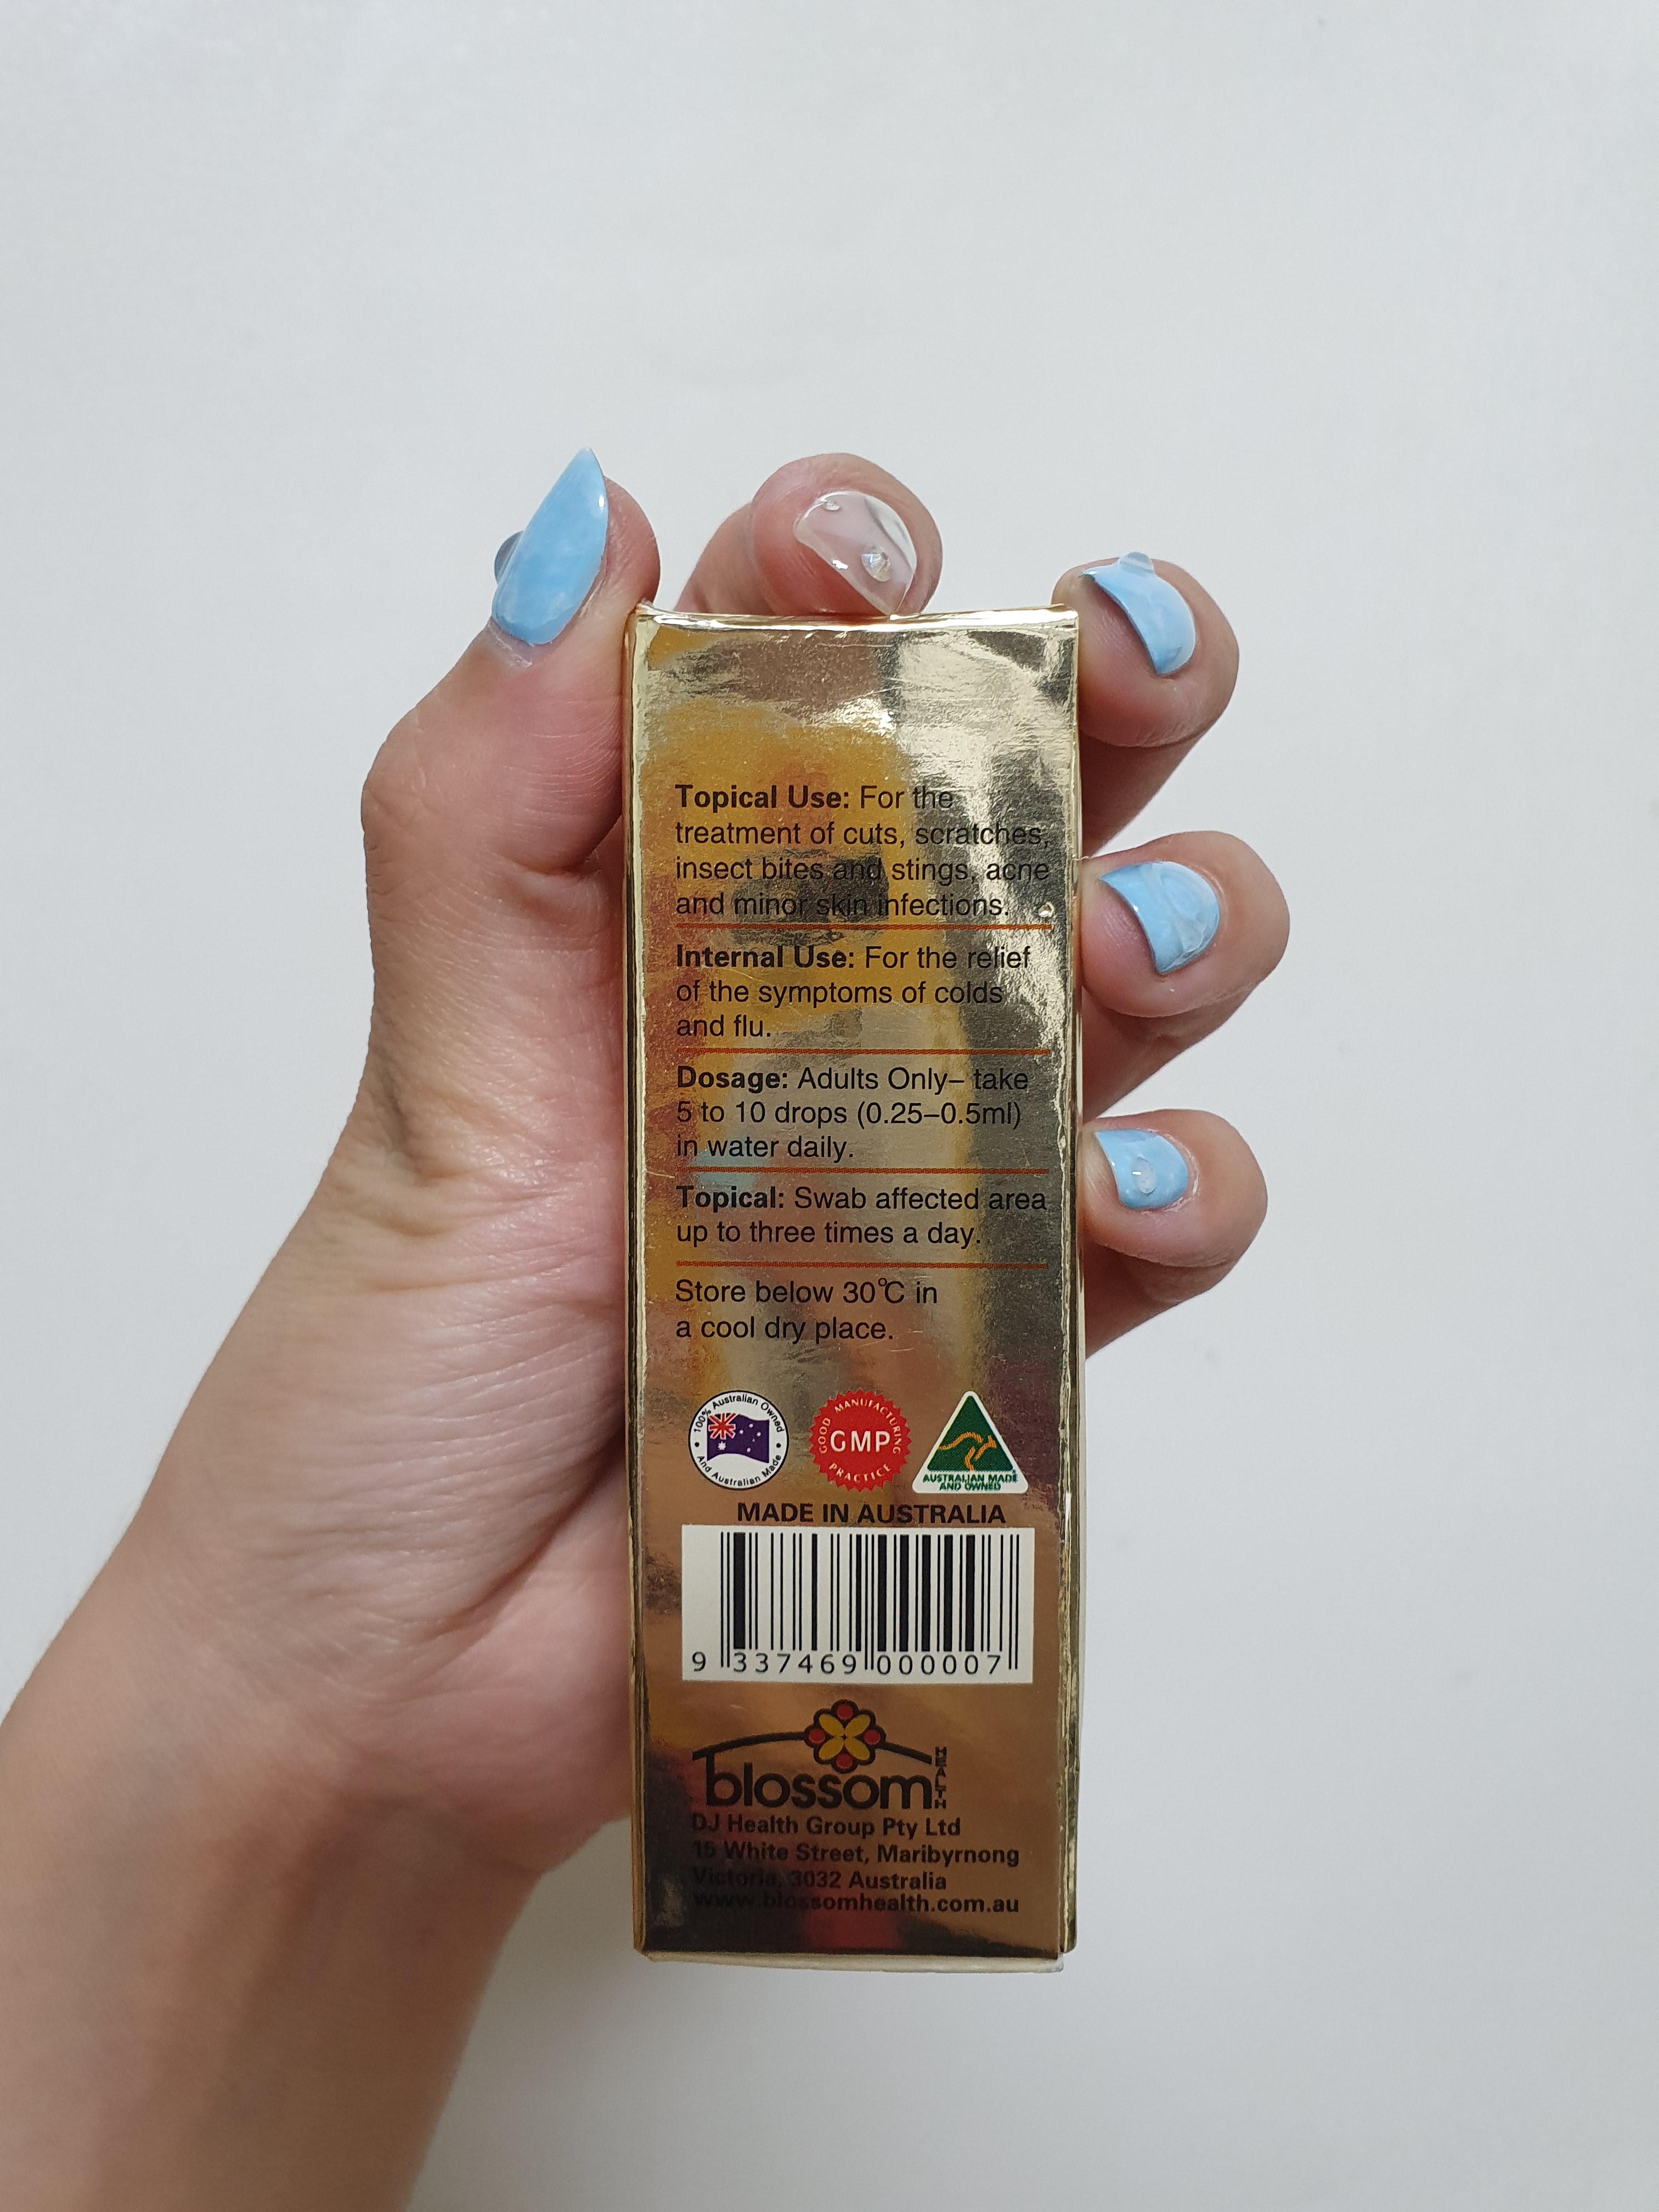 Topical Use: For the
treatment of cuts, scratches,
insect bites and stings, acne
and minor skin infections.
Internal Use: For the relief
of the symptoms of colds
and flu.
Dosage: Adults Only– take
5 to 10 drops (0.25–0.5ml)
in water daily.
Topical: Swab affected area
up to three times a day.
Store below 30°C in
a cool dry place.
100% Australian Owned
And Australian Made
GOOD MANUFACTURING
GMP
PRACTICE
AUSTRALIAN MADE
AND OWNED
MADE IN AUSTRALIA
9 337469 000007
blossom HEALTH
DJ Health Group Pty Ltd
15 White Street, Maribyrnong
Victoria, 3032 Australia
www.blossomhealth.com.au